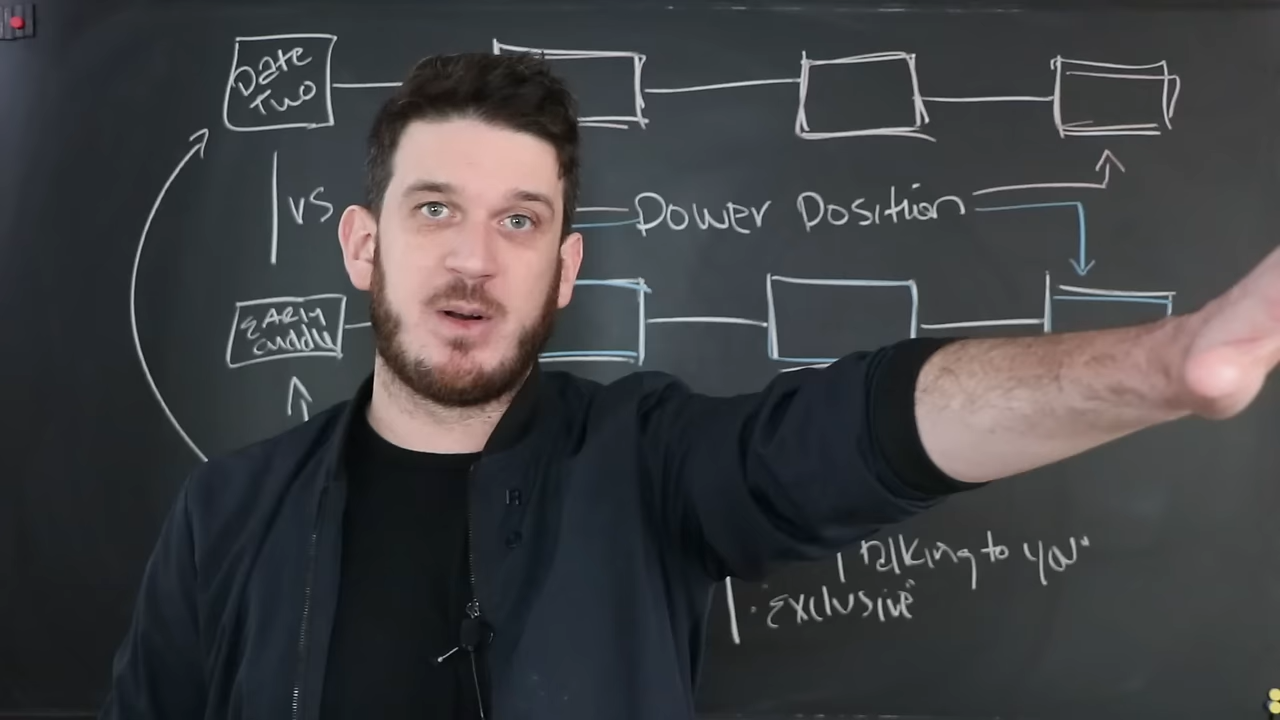 Date
Two
vs
Power Position
Early
cuddle
talking to you"
"exclusive"